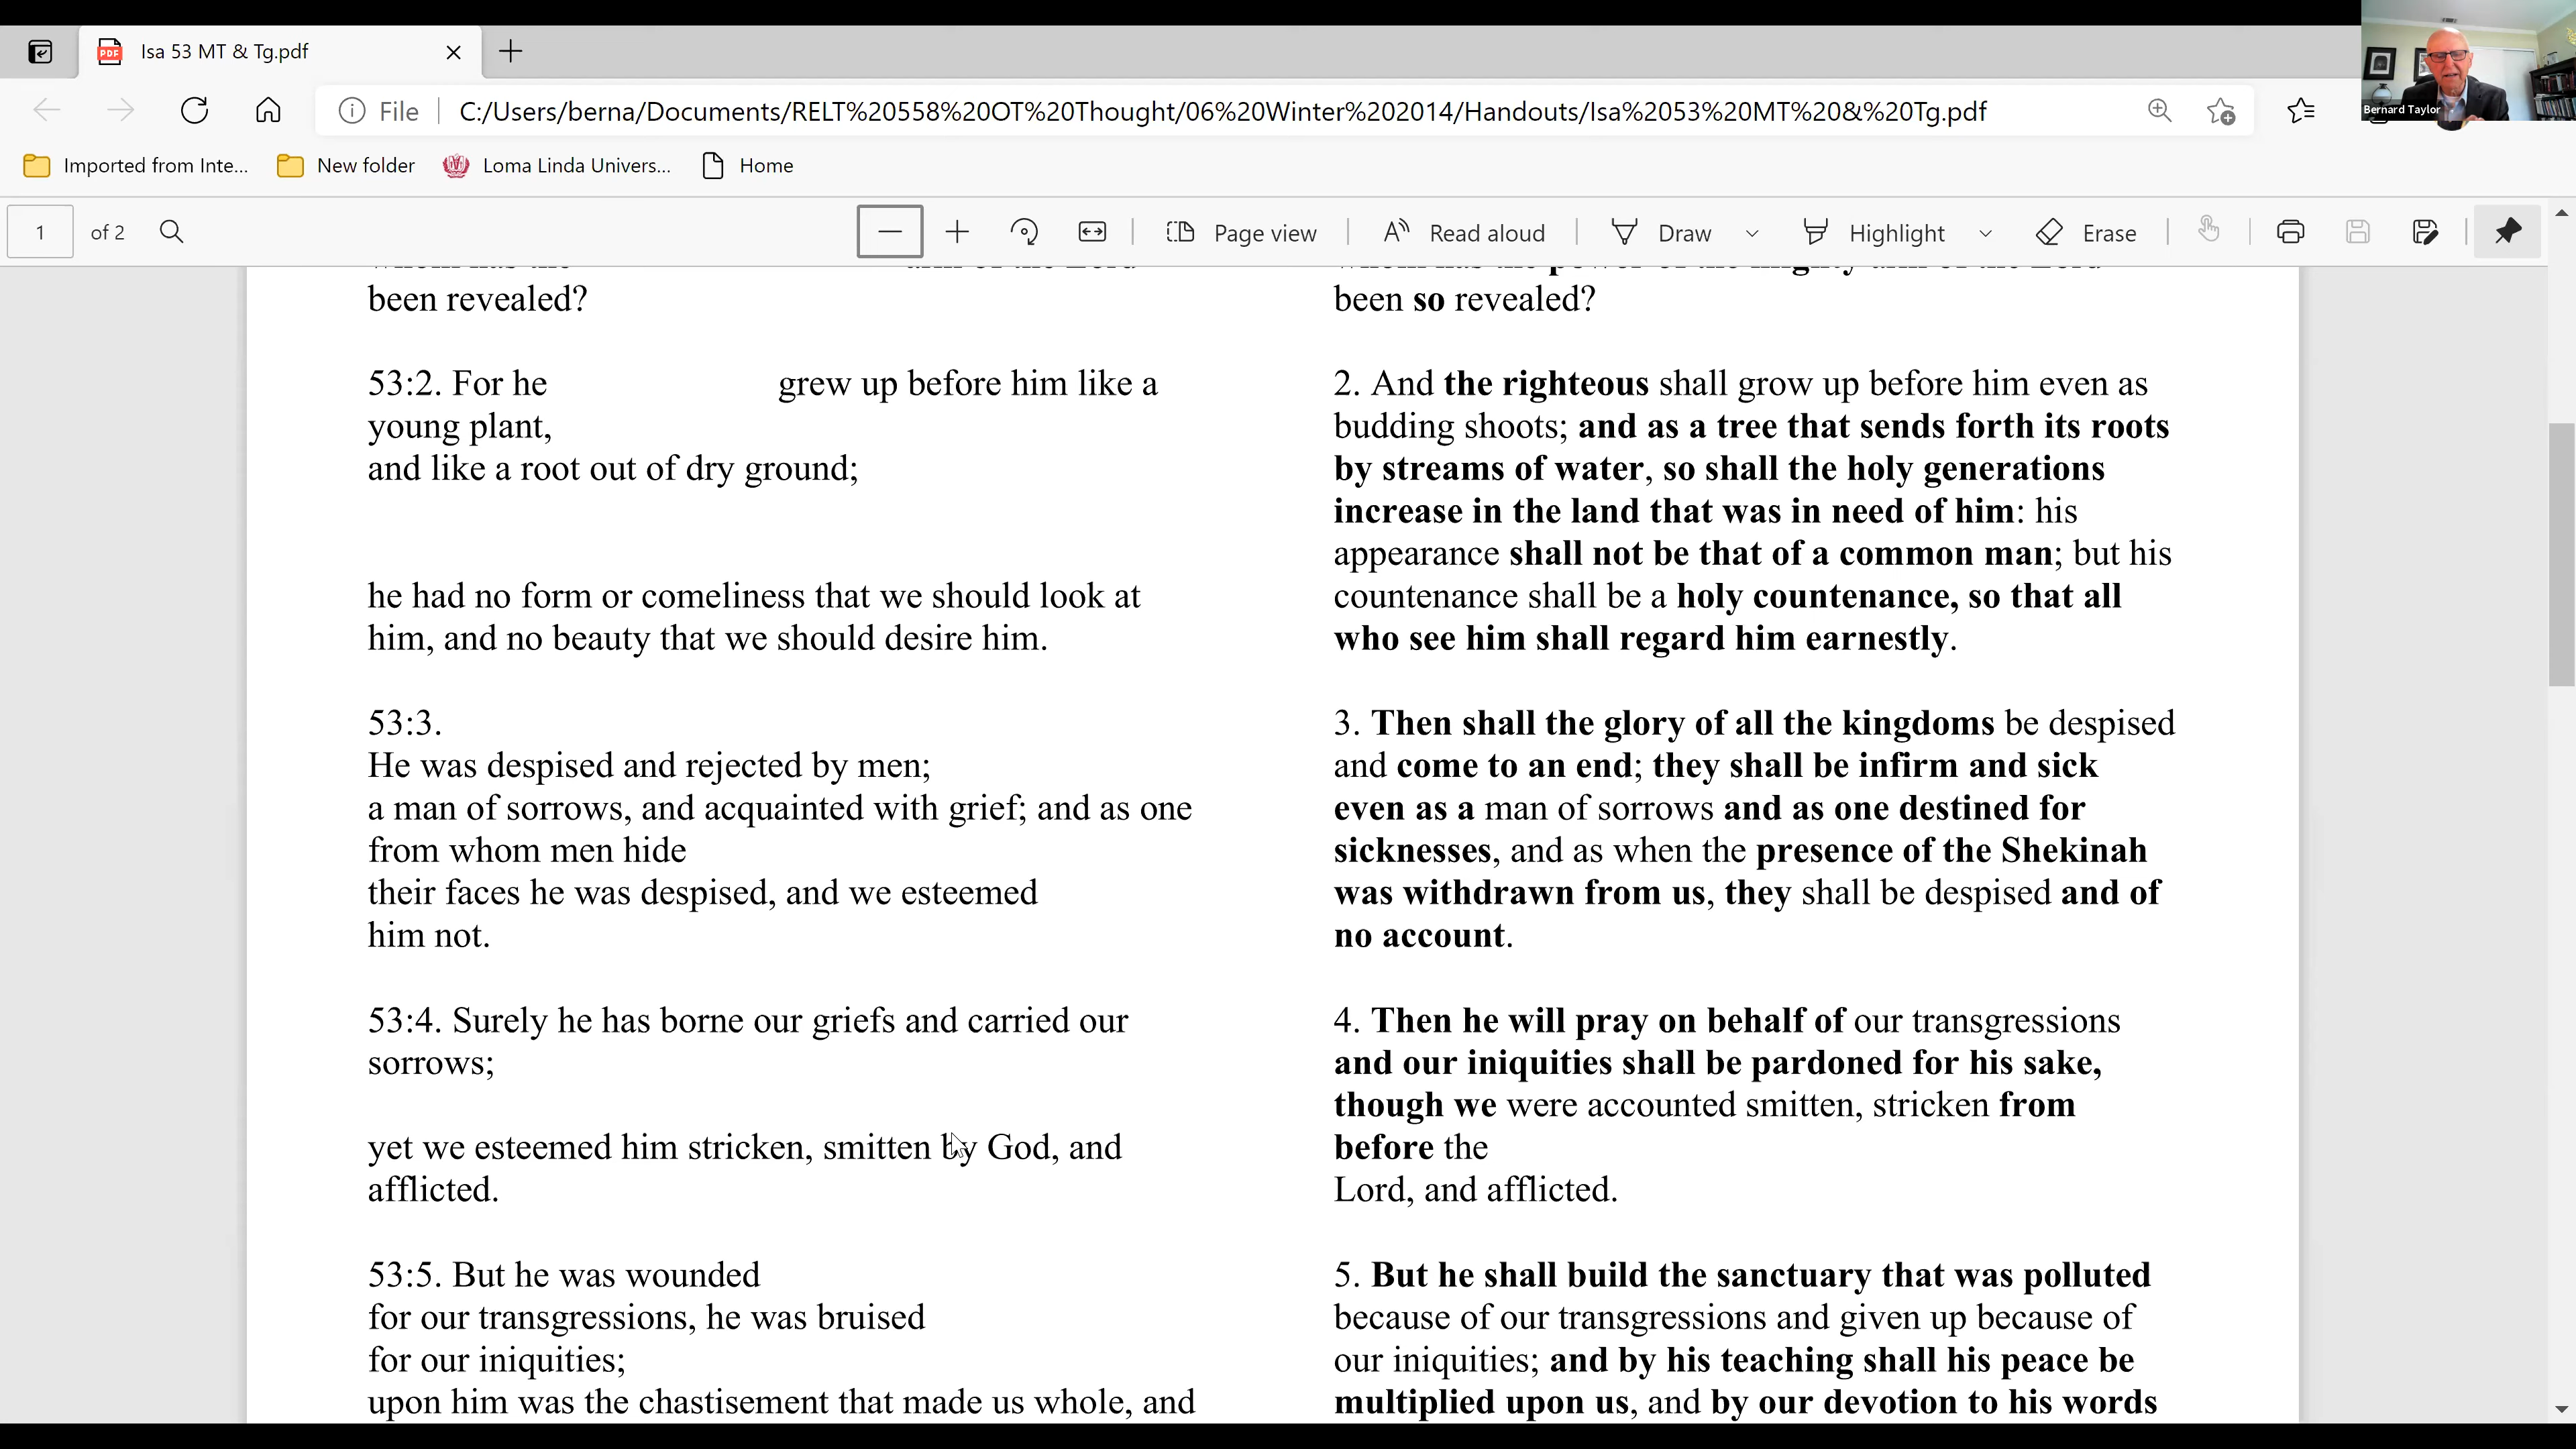 Isa 53 MT & Tg.pdf
File
C:/Users/berna/Documents/RELT%20558%20OT%20Thought/06%20Winter%202014/Handouts/Isa%2053%20MT%20&%20Tg.pdf
Bernard Taylor
Imported from Inte...
New folder
Loma Linda Univers...
Home
1 of 2
Page view
Read aloud
Draw
Highlight
Erase
whom has the arm of the Lord
been revealed?
53:2. For he grew up before him like a
young plant,
and like a root out of dry ground;
he had no form or comeliness that we should look at
him, and no beauty that we should desire him.
53:3.
He was despised and rejected by men;
a man of sorrows, and acquainted with grief; and as one
from whom men hide
their faces he was despised, and we esteemed
him not.
53:4. Surely he has borne our griefs and carried our
sorrows;
yet we esteemed him stricken, smitten by God, and
afflicted.
53:5. But he was wounded
for our transgressions, he was bruised
for our iniquities;
upon him was the chastisement that made us whole, and
whom has the power of the mighty arm of the Lord
been so revealed?
2. And the righteous shall grow up before him even as
budding shoots; and as a tree that sends forth its roots
by streams of water, so shall the holy generations
increase in the land that was in need of him: his
appearance shall not be that of a common man; but his
countenance shall be a holy countenance, so that all
who see him shall regard him earnestly.
3. Then shall the glory of all the kingdoms be despised
and come to an end; they shall be infirm and sick
even as a man of sorrows and as one destined for
sicknesses, and as when the presence of the Shekinah
was withdrawn from us, they shall be despised and of
no account.
4. Then he will pray on behalf of our transgressions
and our iniquities shall be pardoned for his sake,
though we were accounted smitten, stricken from
before the
Lord, and afflicted.
5. But he shall build the sanctuary that was polluted
because of our transgressions and given up because of
our iniquities; and by his teaching shall his peace be
multiplied upon us, and by our devotion to his words